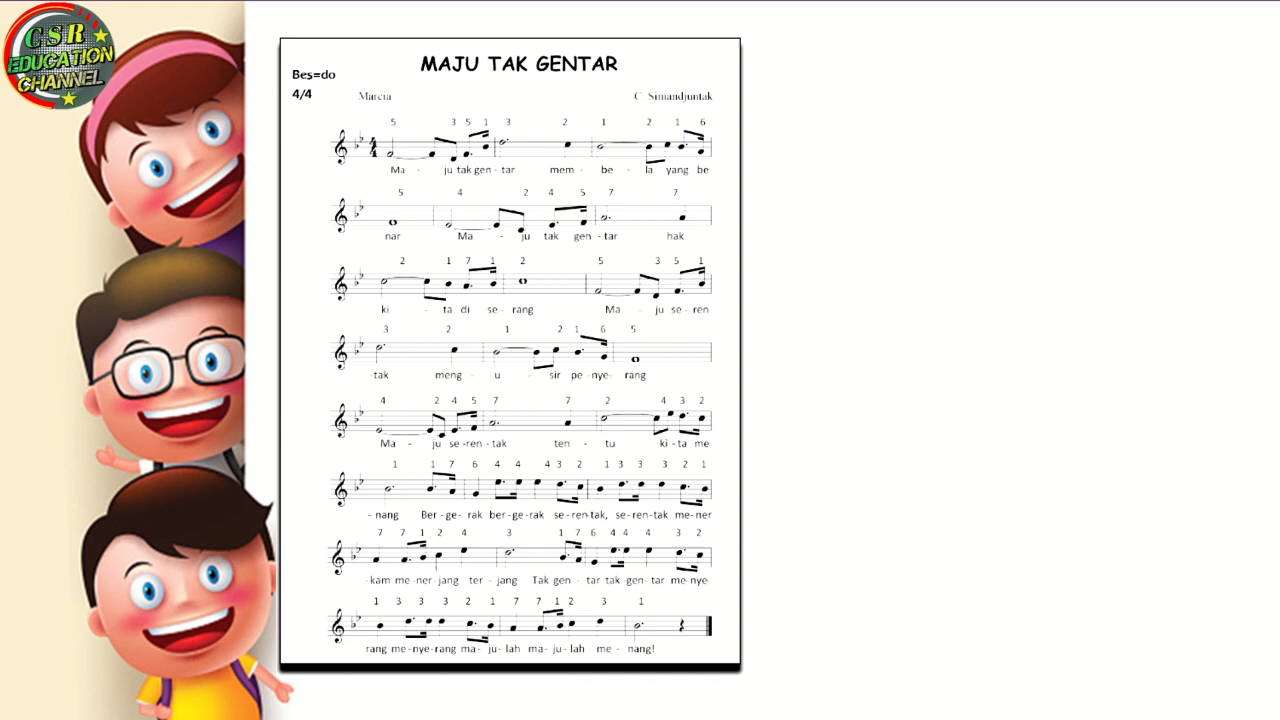 CSR
EDUCATION
CHANNEL
MAJU TAK GENTAR
Bes=do
4/4
Marcia C Simandjuntak
5 3 5 1 3 2 1 2 1 6
4
4
Ma - ju tak gen - tar mem - be - la yang be
5 4 2 4 5 7 7
nar Ma - ju tak gen - tar hak
2 1 7 1 2 5 3 5 1
ki - ta di se - rang Ma - ju se - ren
3 2 1 2 1 6 5
-tak meng - u - sir pe - nye - rang
4 2 4 5 7 7 2 4 3 2
Ma - ju se -ren - tak ten - tu ki - ta me
1 1 7 6 4 4 4 3 2 1 3 3 3 2 1
- nang Ber - ge - rak ber - ge - rak se - ren-tak, se - ren - tak me - ner
7 7 1 2 4 3 1 7 6 4 4 4 3 2
-kam me - ner - jang ter - jang Tak gen - tar tak - gen - tar me - nye-
1 3 3 3 2 1 7 7 1 2 3 1
rang me - nye - rang ma - ju - lah ma - ju - lah me - nang!